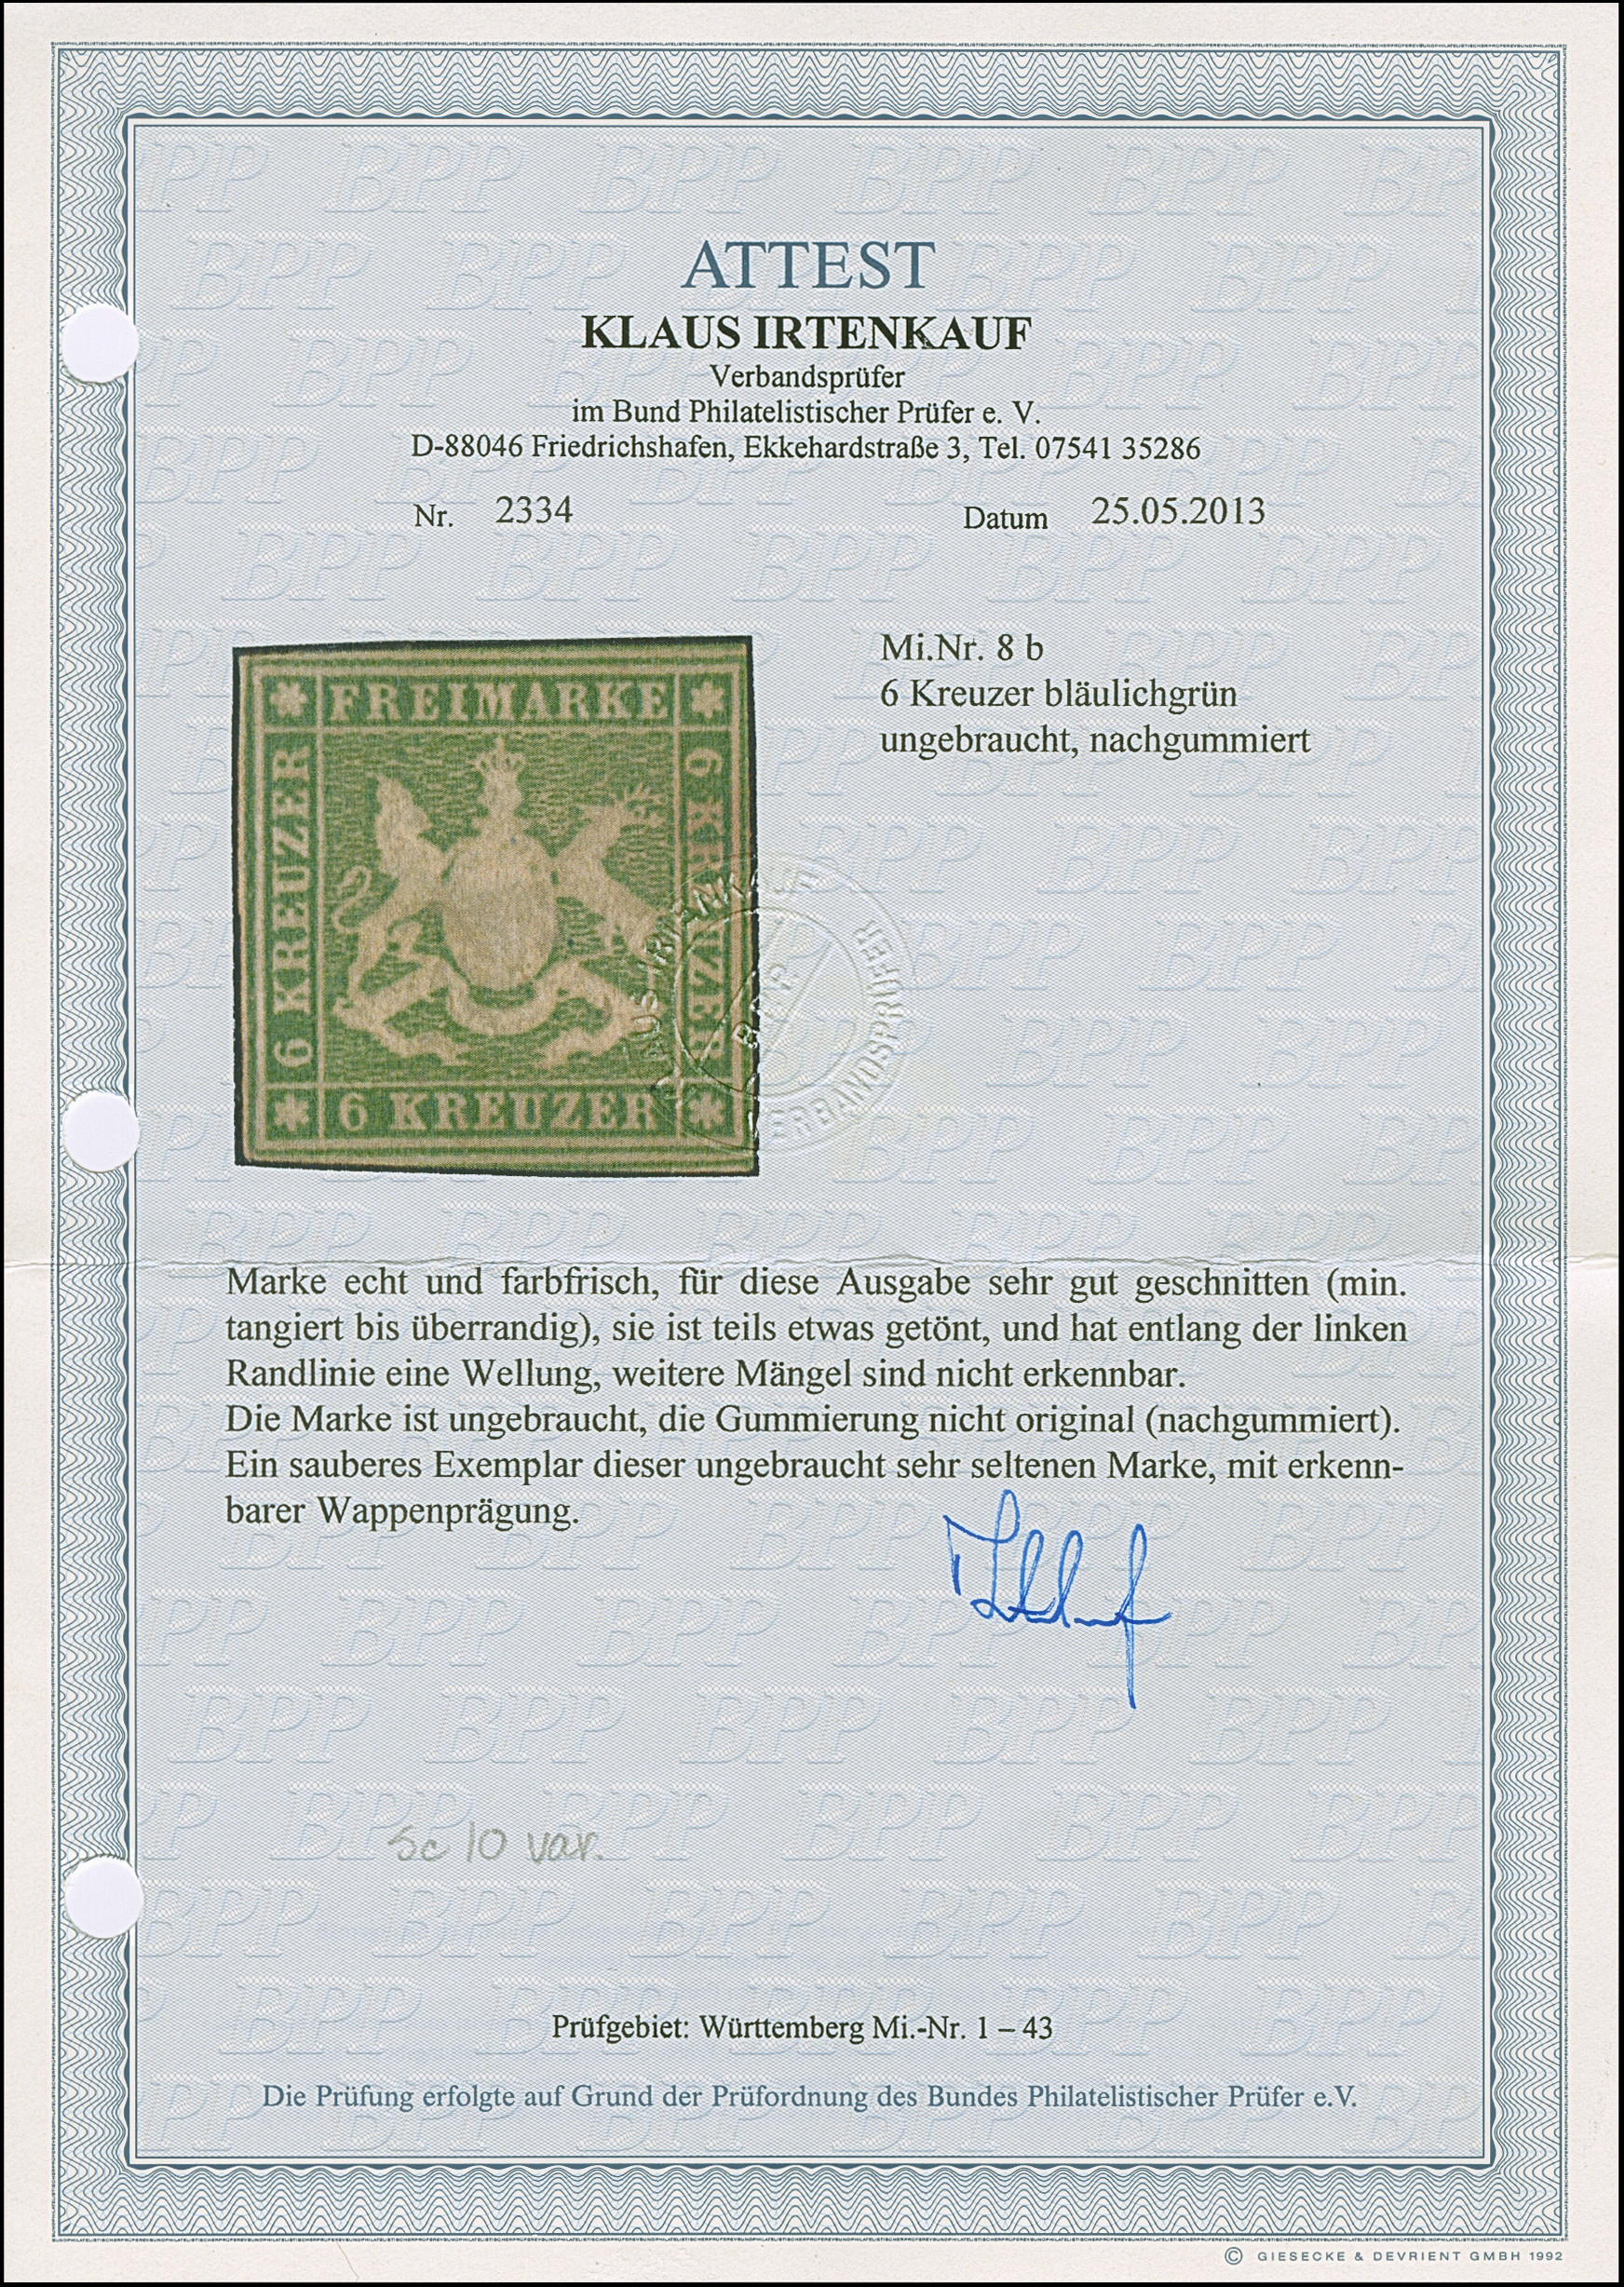 ATTEST
KLAUS IRTENKAUF
Verbandsprüfer
im Bund Philatelistischer Prüfer e. V.
D-88046 Friedrichshafen, Ekkehardstraße 3, Tel. 07541 35286
Nr. 2334 Datum 25.05.2013
Mi.Nr. 8 b
6 Kreuzer bläulichgrün
ungebraucht, nachgummiert
FREIMARKE
6 KREUZER
6 KREUZER
6 KREUZER
KLAUS IRTENKAUF
VERBANDSPRÜFER
B.P.P.
Marke echt und farbfrisch, für diese Ausgabe sehr gut geschnitten (min.
tangiert bis überrandig), sie ist teils etwas getönt, und hat entlang der linken
Randlinie eine Wellung, weitere Mängel sind nicht erkennbar.
Die Marke ist ungebraucht, die Gummierung nicht original (nachgummiert).
Ein sauberes Exemplar dieser ungebraucht sehr seltenen Marke, mit erkenn-
barer Wappenprägung.
Sc 10 var.
Prüfgebiet: Württemberg Mi.-Nr. 1 – 43
Die Prüfung erfolgte auf Grund der Prüfordnung des Bundes Philatelistischer Prüfer e.V.
© GIESECKE & DEVRIENT GMBH 1992